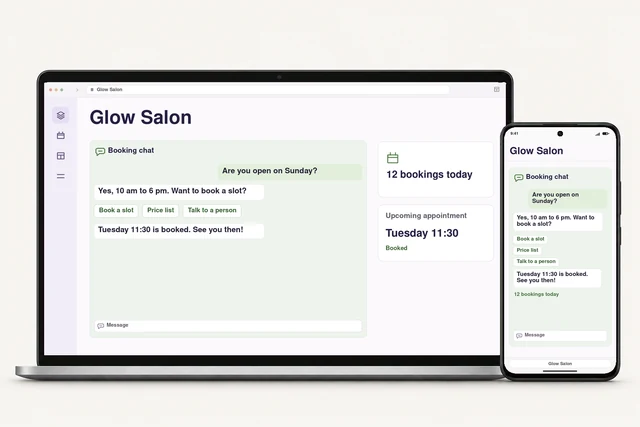 Glow Salon
Glow Salon
Booking chat
Are you open on Sunday?
Yes, 10 am to 6 pm. Want to book a slot?
Book a slot
Price list
Talk to a person
Tuesday 11:30 is booked. See you then!
Message
12 bookings today
Upcoming appointment
Tuesday 11:30
Booked
9:41
Glow Salon
Booking chat
Are you open on
Sunday?
Yes, 10 am to 6 pm. Want to
book a slot?
Book a slot
Price list
Talk to a person
Tuesday 11:30 is booked.
See you then!
12 bookings today
Message
Glow Salon